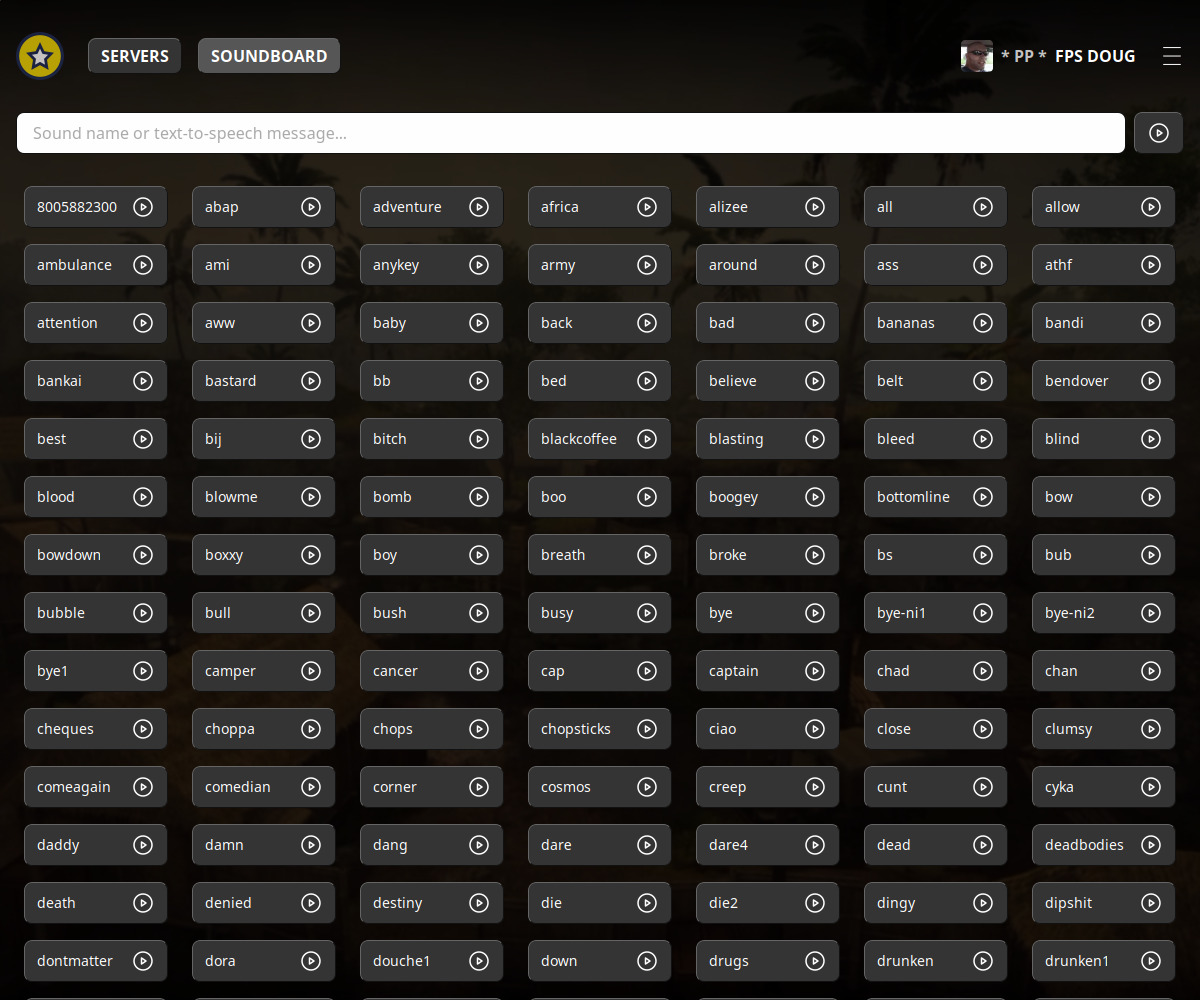 SERVERS SOUNDBOARD * PP * FPS DOUG
Sound name or text-to-speech message...
8005882300 abap adventure africa alizee all allow
ambulance ami anykey army around ass athf
attention aww baby back bad bananas bandi
bankai bastard bb bed believe belt bendover
best bij bitch blackcoffee blasting bleed blind
blood blowme bomb boo boogey bottomline bow
bowdown boxxy boy breath broke bs bub
bubble bull bush busy bye bye-ni1 bye-ni2
bye1 camper cancer cap captain chad chan
cheques choppa chops chopsticks ciao close clumsy
comeagain comedian corner cosmos creep cunt cyka
daddy damn dang dare dare4 dead deadbodies
death denied destiny die die2 dingy dipshit
dontmatter dora douche1 down drugs drunken drunken1